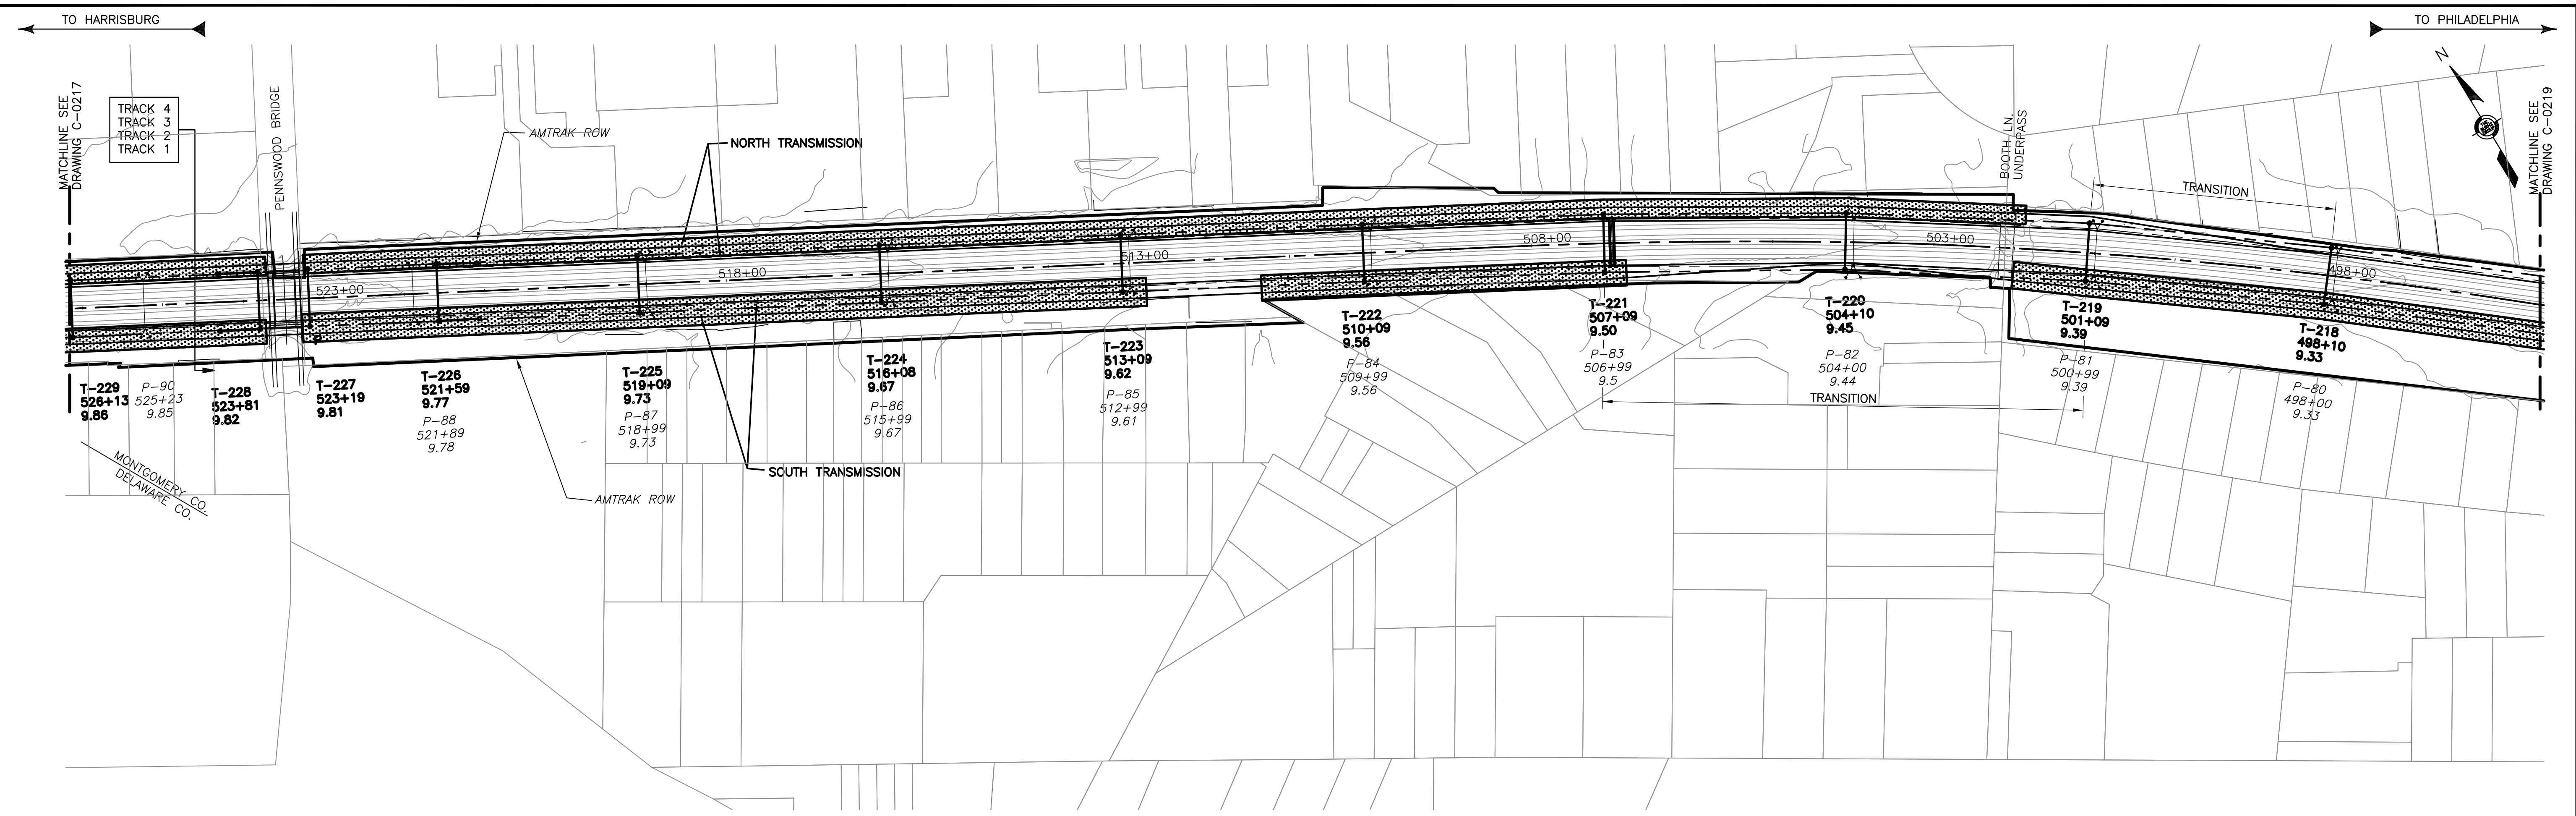 TO HARRISBURG
TO PHILADELPHIA
N
MATCHLINE SEE
DRAWING C-0217
TRACK 4
TRACK 3
TRACK 2
TRACK 1
PENNSWOOD BRIDGE
AMTRAK ROW
NORTH TRANSMISSION
BOOTH LN.
UNDERPASS
TRANSITION
MATCHLINE SEE
DRAWING C-0219
523+00
518+00
513+00
508+00
503+00
498+00
T-229
526+13
9.86
P-90
525+23
9.85
T-228
523+81
9.82
T-227
523+19
9.81
T-226
521+59
9.77
P-88
521+89
9.78
T-225
519+09
9.73
P-87
518+99
9.73
T-224
516+08
9.67
P-86
515+99
9.67
T-223
513+09
9.62
P-85
512+99
9.61
T-222
510+09
9.56
P-84
509+99
9.56
T-221
507+09
9.50
P-83
506+99
9.5
T-220
504+10
9.45
P-82
504+00
9.44
T-219
501+09
9.39
P-81
500+99
9.39
T-218
498+10
9.33
P-80
498+00
9.33
TRANSITION
MONTGOMERY CO.
DELAWARE CO.
SOUTH TRANSMISSION
AMTRAK ROW